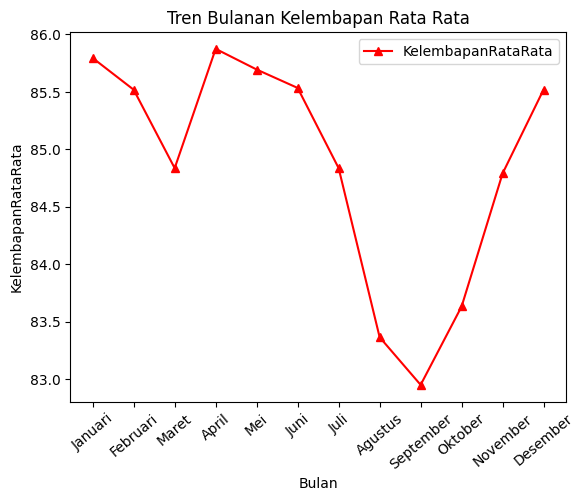 Tren Bulanan Kelembapan Rata Rata
KelembapanRataRata
KelembapanRataRata
86.0
85.5
85.0
84.5
84.0
83.5
83.0
Januari
Februari
Maret
April
Mei
Juni
Juli
Agustus
September
Oktober
November
Desember
Bulan